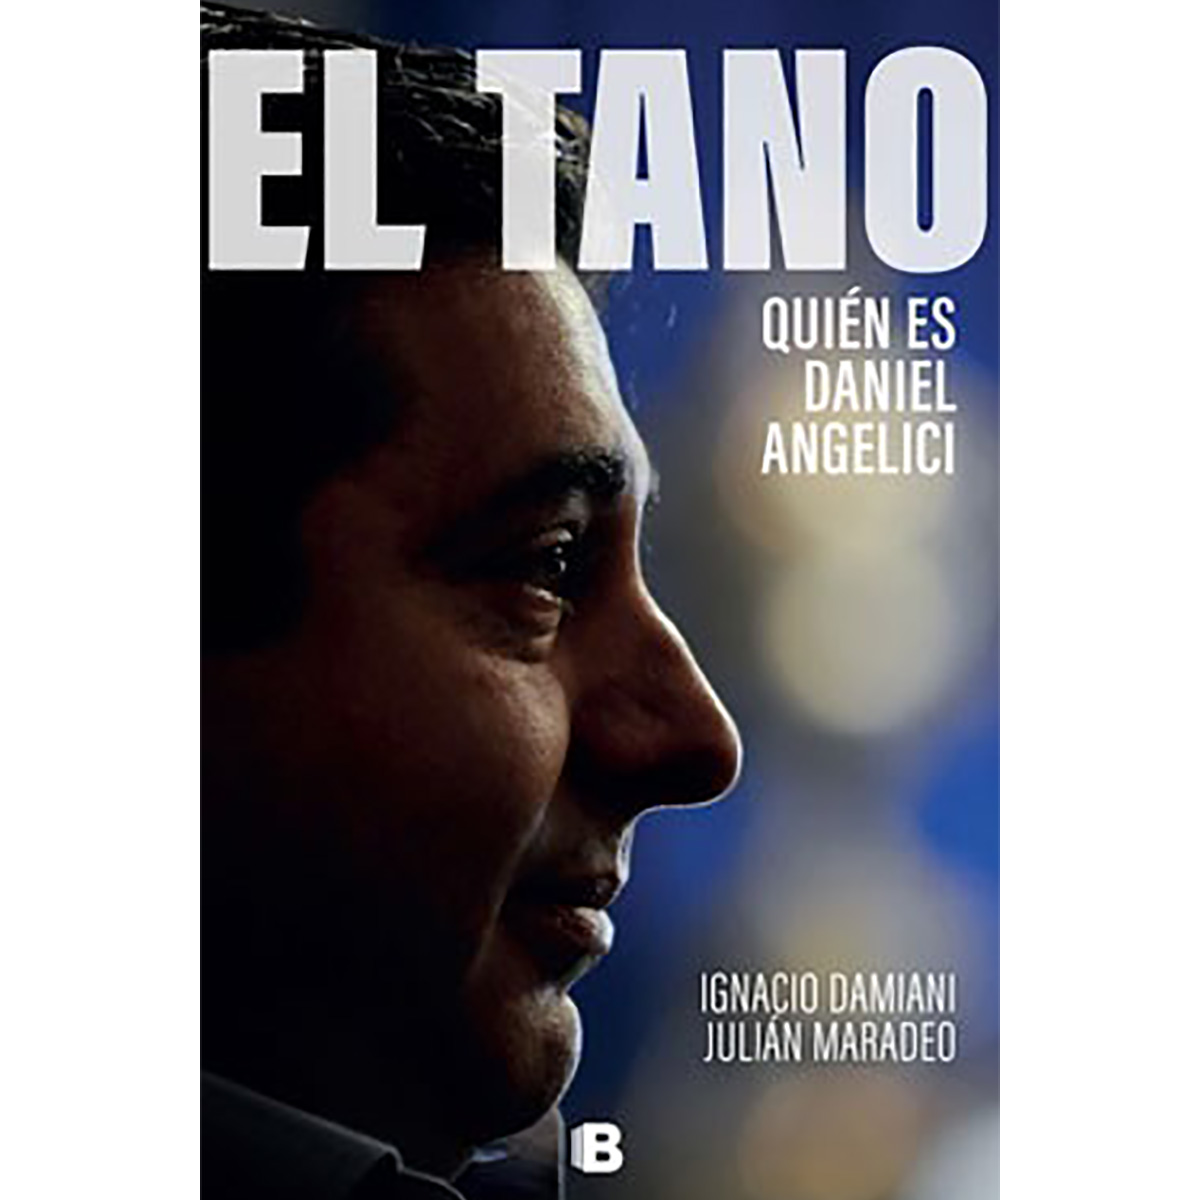 EL TANO
QUIÉN ES
DANIEL
ANGELICI
IGNACIO DAMIANI
JULIÁN MARADEO
B